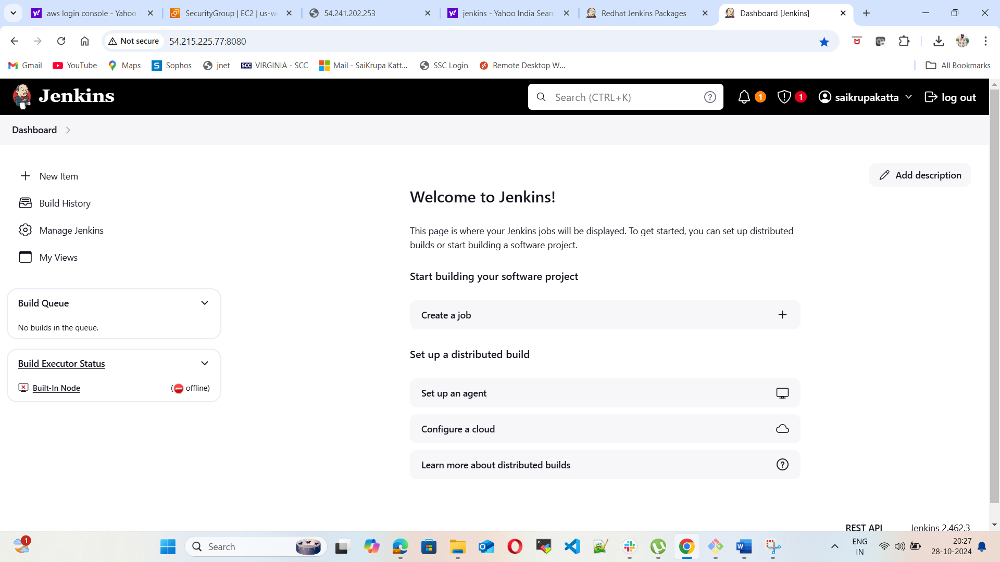 aws login console - Yahoo
SecurityGroup | EC2 | us-w
54.241.202.253
jenkins - Yahoo India Searc
Redhat Jenkins Packages
Dashboard [Jenkins]
Not secure
54.215.225.77:8080
Gmail
YouTube
Maps
S
Sophos
jnet
SCC
VIRGINIA - SCC
Mail - SaiKrupa Katt...
SSC Login
Remote Desktop W...
All Bookmarks
Jenkins
Search (CTRL+K)
?
1
1
saikrupakatta
log out
Dashboard
New Item
Build History
Manage Jenkins
My Views
Add description
Welcome to Jenkins!
This page is where your Jenkins jobs will be displayed. To get started, you can set up distributed
builds or start building a software project.
Start building your software project
Create a job
Set up a distributed build
Set up an agent
Configure a cloud
Learn more about distributed builds
?
Build Queue
No builds in the queue.
Build Executor Status
Built-In Node
(offline)
REST API
Jenkins 2.462.3
1
Search
ENG
IN
20:27
28-10-2024